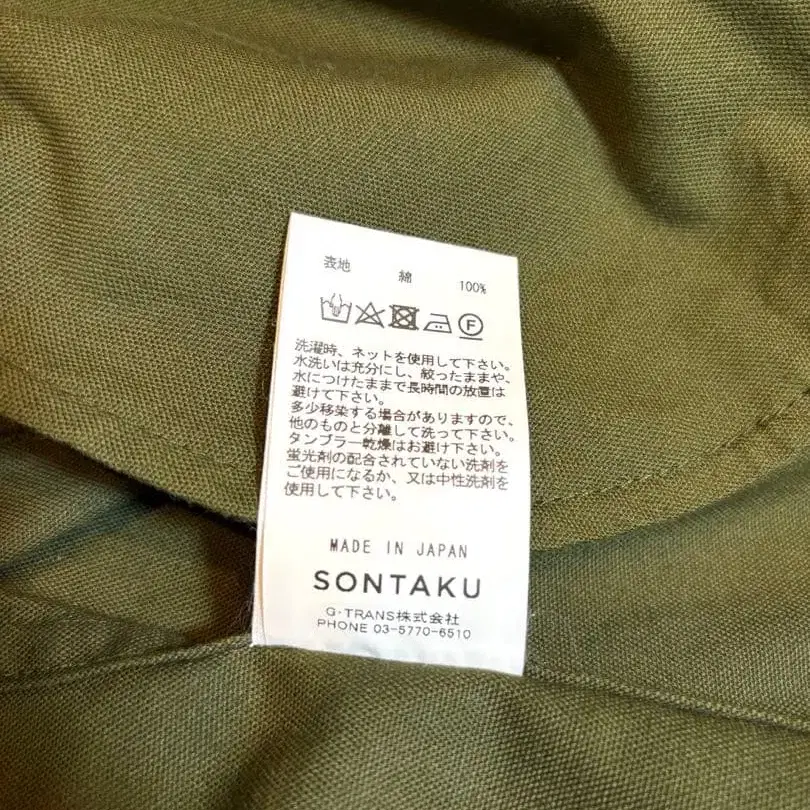 表地 綿 100%
F
洗濯時、ネットを使用して下さい。
水洗いは充分にし、絞ったままや、
水につけたままで長時間の放置は
避けて下さい。
多少移染する場合がありますので、
他のものと分離して洗って下さい。
タンブラー乾燥はお避け下さい。
蛍光剤の配合されていない洗剤を
ご使用になるか、又は中性洗剤を
使用して下さい。
MADE IN JAPAN
SONTAKU
G・TRANS株式会社
PHONE 03-5770-6510